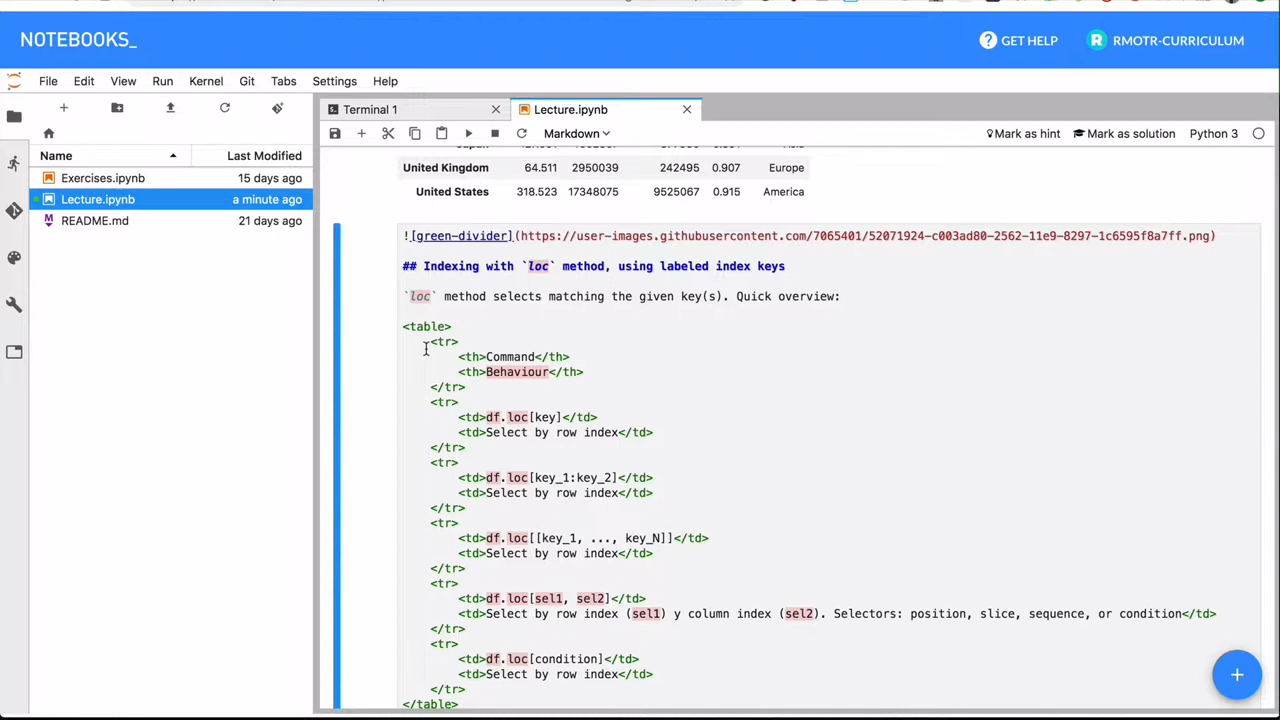 NOTEBOOKS_
GET HELP
R RMOTR-CURRICULUM
File Edit View Run Kernel Git Tabs Settings Help
Terminal 1
Lecture.ipynb
Markdown
Mark as hint
Mark as solution
Python 3
Name Last Modified
Exercises.ipynb 15 days ago
Lecture.ipynb a minute ago
README.md 21 days ago
United Kingdom 64.511 2950039 242495 0.907 Europe
United States 318.523 17348075 9525067 0.915 America
![green-divider](https://user-images.githubusercontent.com/7065401/52071924-c003ad80-2562-11e9-8297-1c6595f8a7ff.png)
## Indexing with `loc` method, using labeled index keys
`loc` method selects matching the given key(s). Quick overview:
<table>
<tr>
<th>Command</th>
<th>Behaviour</th>
</tr>
<tr>
<td>df.loc[key]</td>
<td>Select by row index</td>
</tr>
<tr>
<td>df.loc[key_1:key_2]</td>
<td>Select by row index</td>
</tr>
<tr>
<td>df.loc[[key_1, ..., key_N]]</td>
<td>Select by row index</td>
</tr>
<tr>
<td>df.loc[sel1, sel2]</td>
<td>Select by row index (sel1) y column index (sel2). Selectors: position, slice, sequence, or condition</td>
</tr>
<tr>
<td>df.loc[condition]</td>
<td>Select by row index</td>
</tr>
</table>